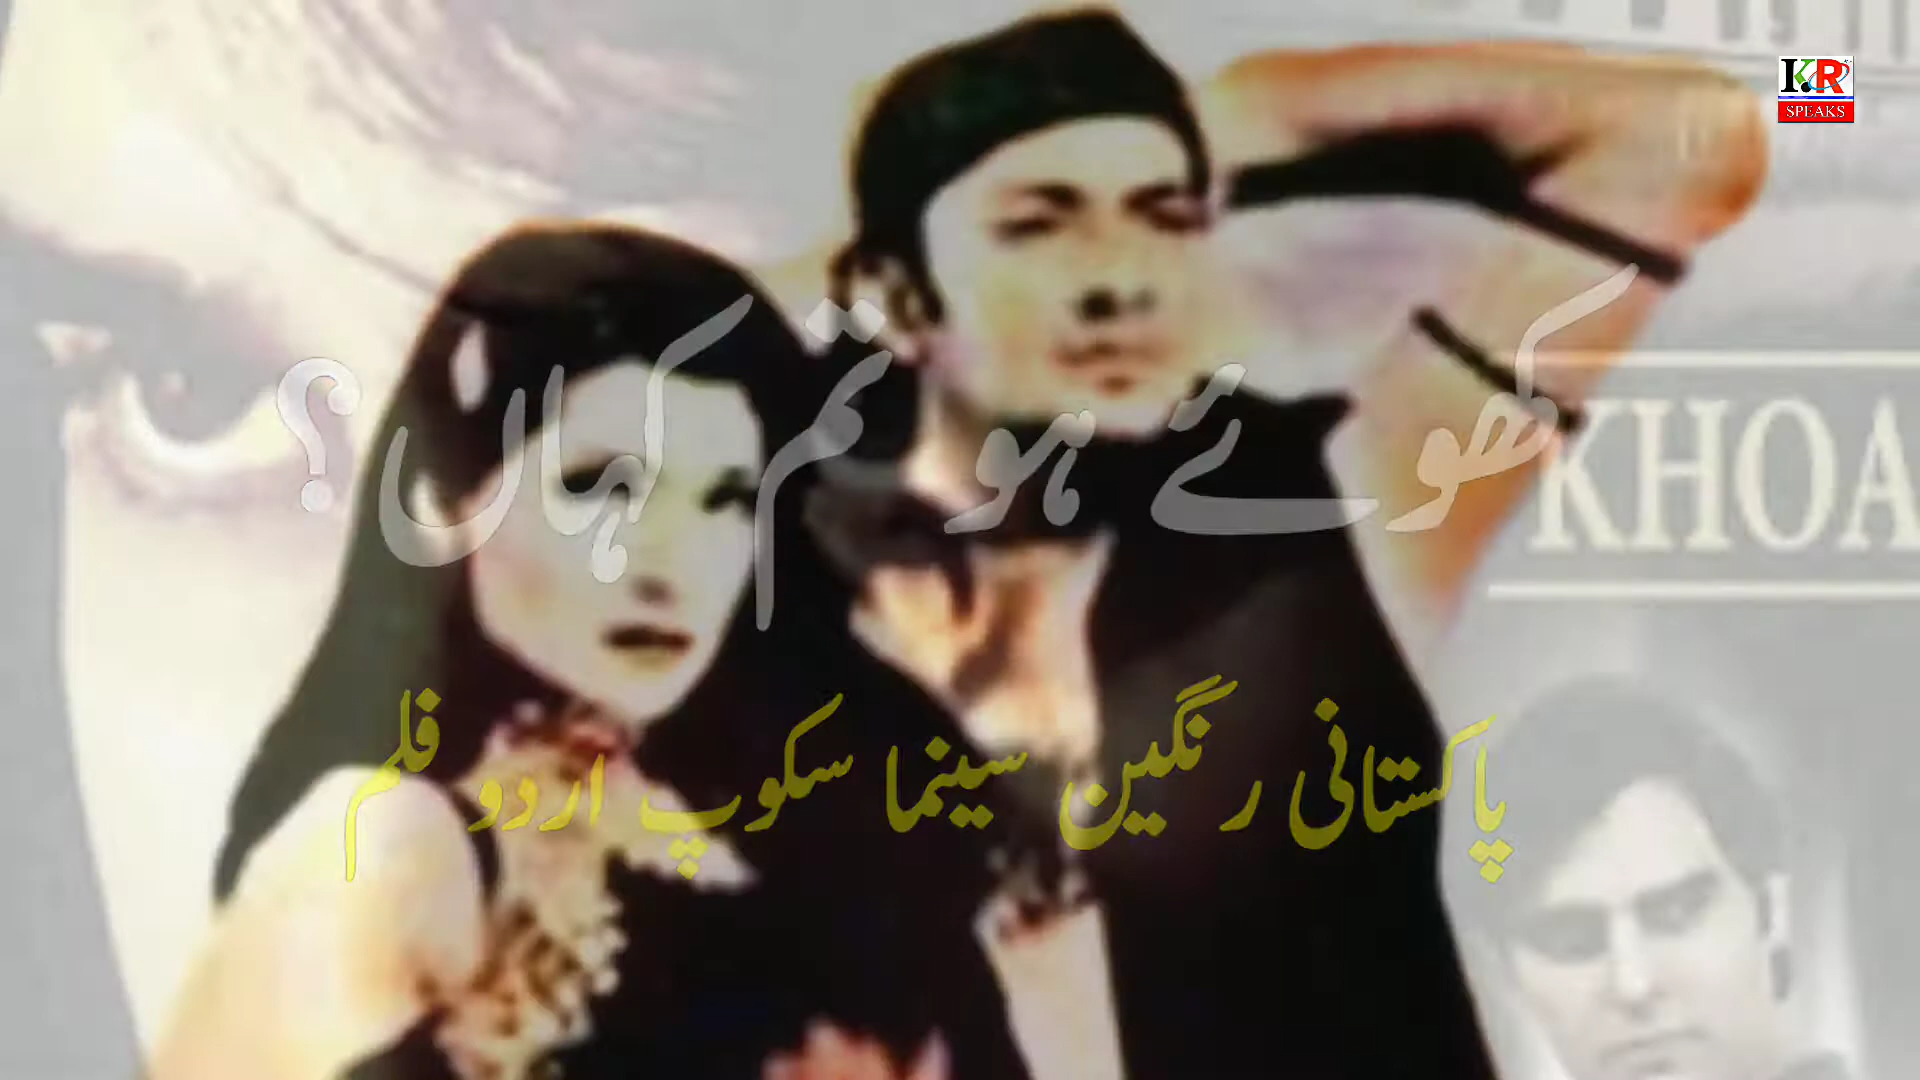 KR
SPEAKS
کھوئے ہو تم کہاں؟
KHOA
پاکستانی رنگین سینما سکوپ اردو فلم